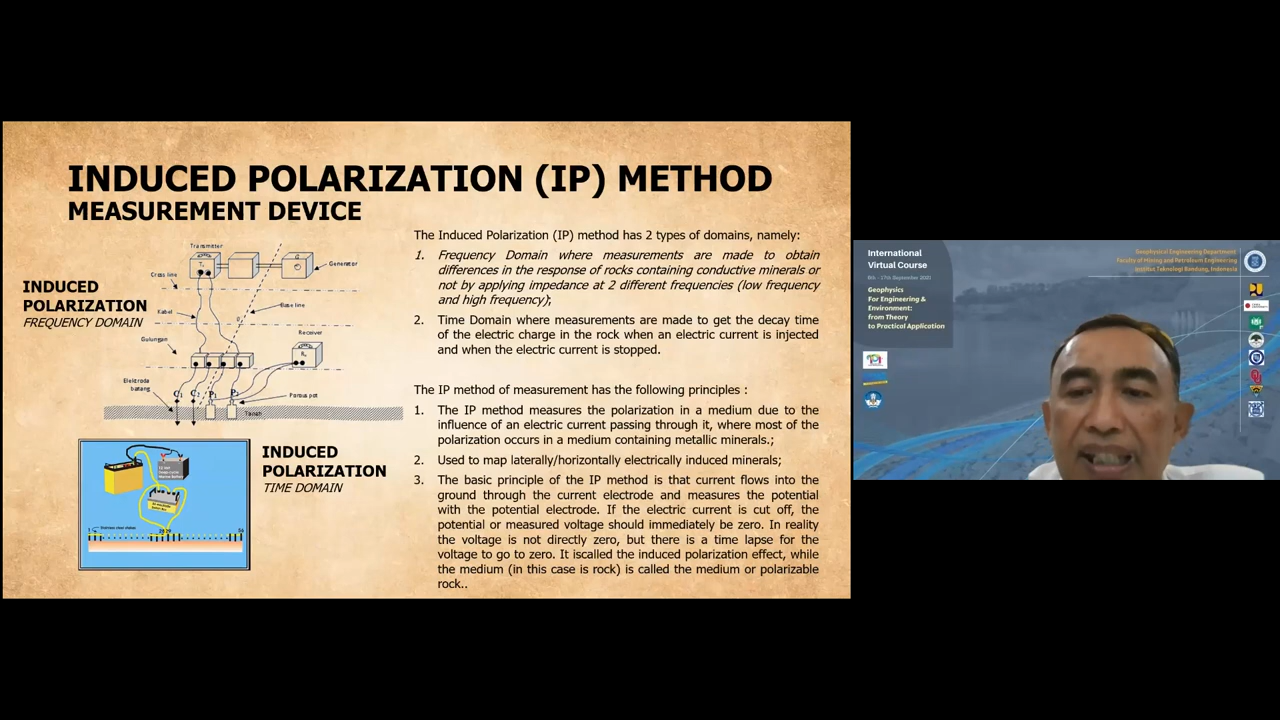 INDUCED POLARIZATION (IP) METHOD
MEASUREMENT DEVICE
INDUCED
POLARIZATION
FREQUENCY DOMAIN
Transmitter
Generator
Cross line
Base line
Kabel
Receiver
Gulungan
Elektroda
batang
C1 C2 P1 P2
Porous pot
Tanah
INDUCED
POLARIZATION
TIME DOMAIN
Stainless steel stakes
The Induced Polarization (IP) method has 2 types of domains, namely:
1. Frequency Domain where measurements are made to obtain
differences in the response of rocks containing conductive minerals or
not by applying impedance at 2 different frequencies (low frequency
and high frequency);
2. Time Domain where measurements are made to get the decay time
of the electric charge in the rock when an electric current is injected
and when the electric current is stopped.
The IP method of measurement has the following principles :
1. The IP method measures the polarization in a medium due to the
influence of an electric current passing through it, where most of the
polarization occurs in a medium containing metallic minerals.;
2. Used to map laterally/horizontally electrically induced minerals;
3. The basic principle of the IP method is that current flows into the
ground through the current electrode and measures the potential
with the potential electrode. If the electric current is cut off, the
potential or measured voltage should immediately be zero. In reality
the voltage is not directly zero, but there is a time lapse for the
voltage to go to zero. It iscalled the induced polarization effect, while
the medium (in this case is rock) is called the medium or polarizable
rock..
International
Virtual Course
6th - 17th September 2021
Geophysics
For Engineering &
Environment:
from Theory
to Practical Application
Geophysical Engineering Department
Faculty of Mining and Petroleum Engineering
Institut Teknologi Bandung, Indonesia